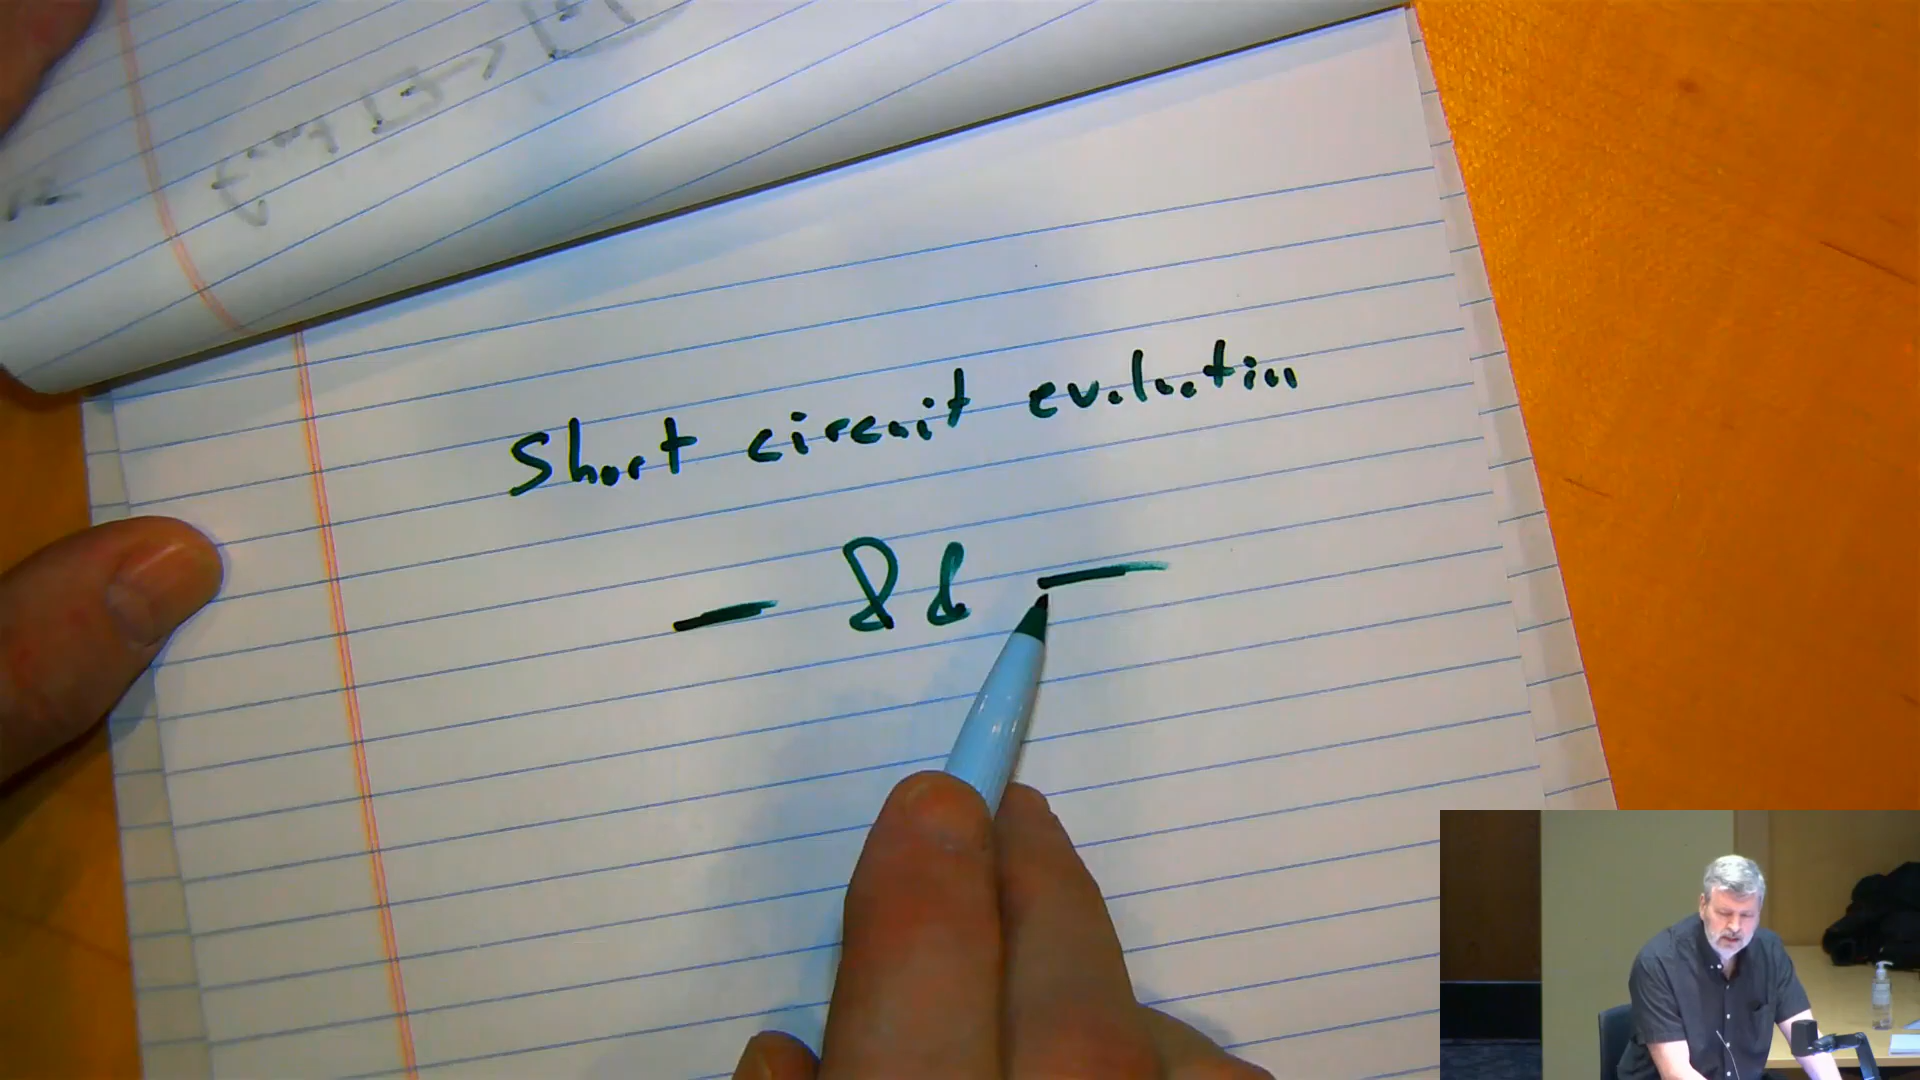 Short circuit evaluation
— && —